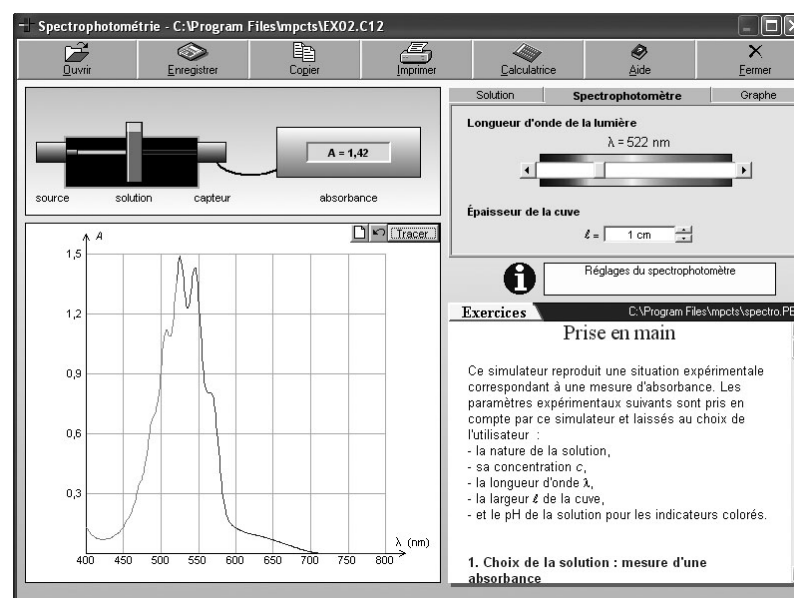 Spectrophotométrie - C:\Program Files\mpcts\EXO2.C12
Ouvrir Enregistrer Copier Imprimer Calculatrice Aide Fermer
A = 1,42
source solution capteur absorbance
Solution Spectrophotomètre Graphe
Longueur d'onde de la lumière
λ = 522 nm
Épaisseur de la cuve
ℓ = 1 cm
Réglages du spectrophotomètre
Tracer...
A
1,5
1,2
0,9
0,6
0,3
λ (nm)
400 450 500 550 600 650 700 750 800
Exercices C:\Program Files\mpcts\spectro.PE
Prise en main
Ce simulateur reproduit une situation expérimentale
correspondant à une mesure d'absorbance. Les
paramètres expérimentaux suivants sont pris en
compte par ce simulateur et laissés au choix de
l'utilisateur :
- la nature de la solution,
- sa concentration c,
- la longueur d'onde λ,
- la largeur ℓ de la cuve,
- et le pH de la solution pour les indicateurs colorés.
1. Choix de la solution : mesure d'une
absorbance